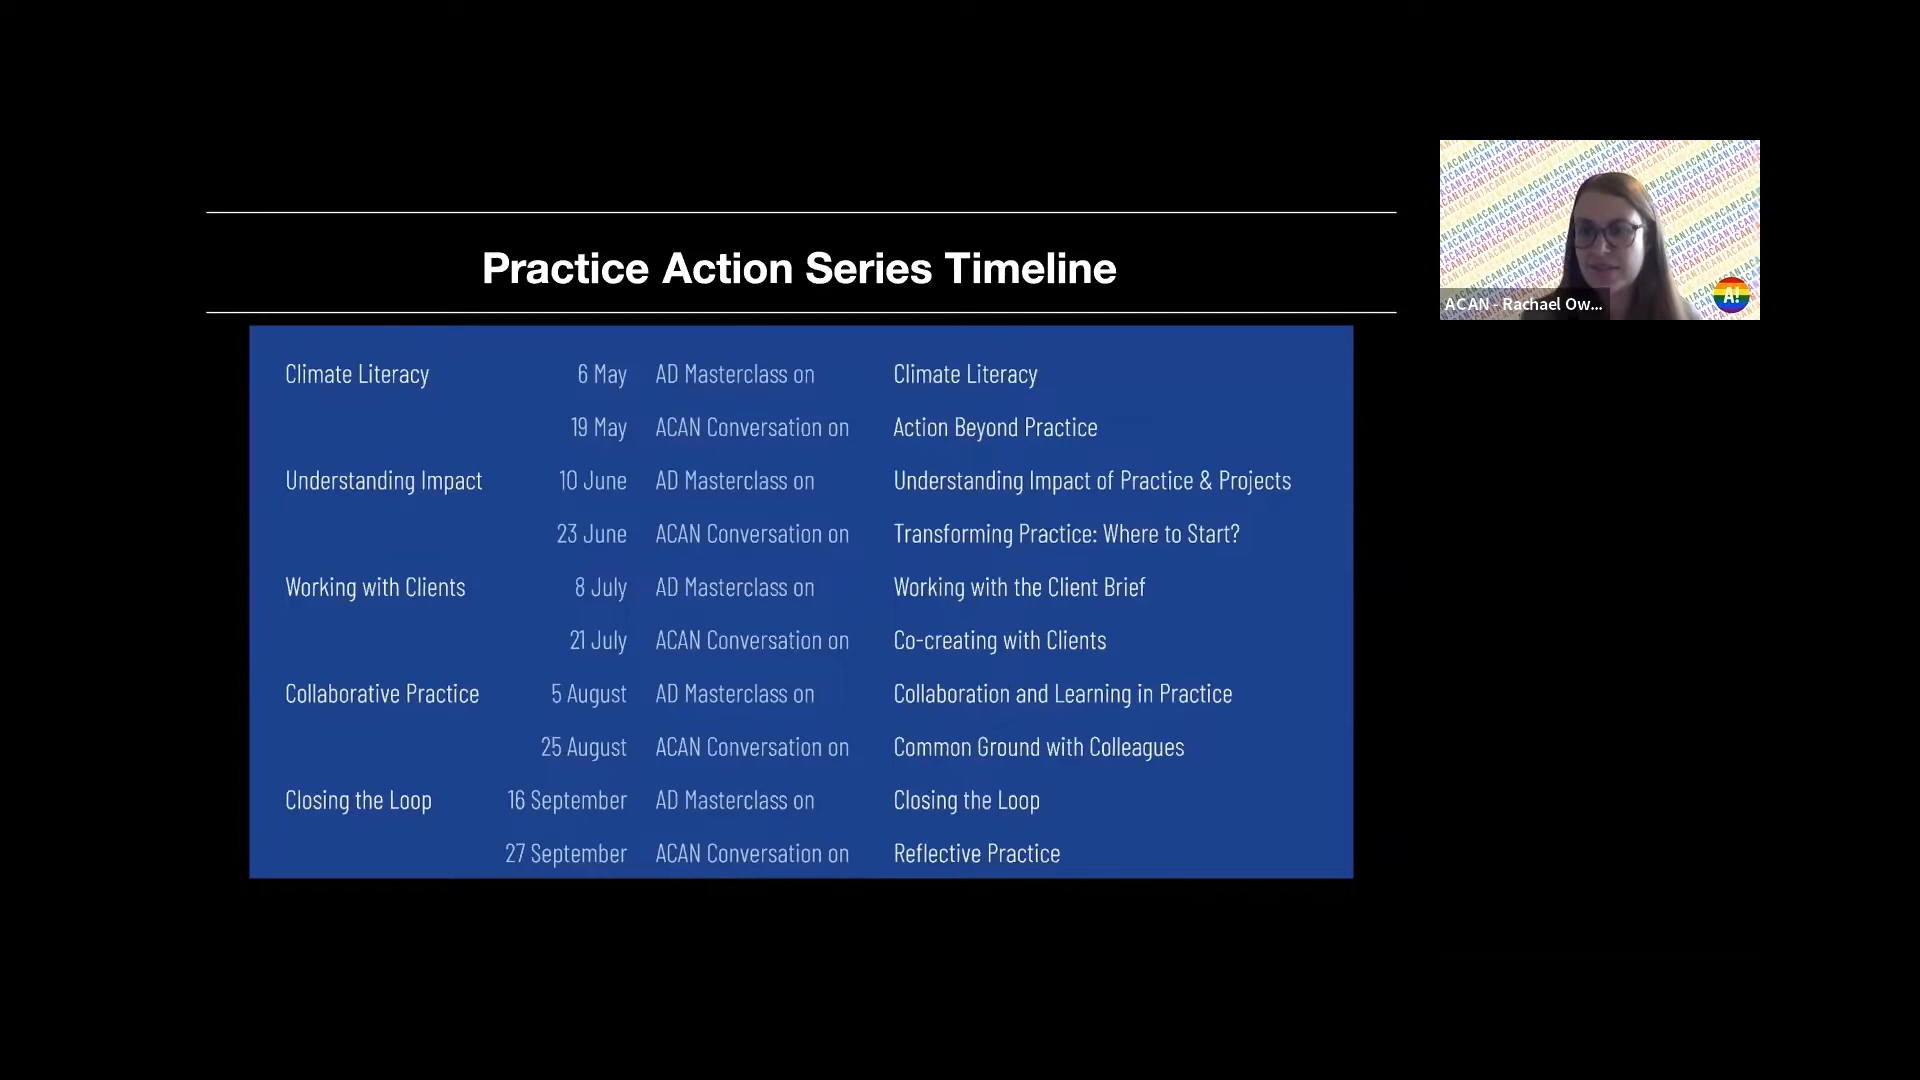 Practice Action Series Timeline
Climate Literacy 6 May AD Masterclass on Climate Literacy
19 May ACAN Conversation on Action Beyond Practice
Understanding Impact 10 June AD Masterclass on Understanding Impact of Practice & Projects
23 June ACAN Conversation on Transforming Practice: Where to Start?
Working with Clients 8 July AD Masterclass on Working with the Client Brief
21 July ACAN Conversation on Co-creating with Clients
Collaborative Practice 5 August AD Masterclass on Collaboration and Learning in Practice
25 August ACAN Conversation on Common Ground with Colleagues
Closing the Loop 16 September AD Masterclass on Closing the Loop
27 September ACAN Conversation on Reflective Practice
ACAN - Rachael Ow...
A!